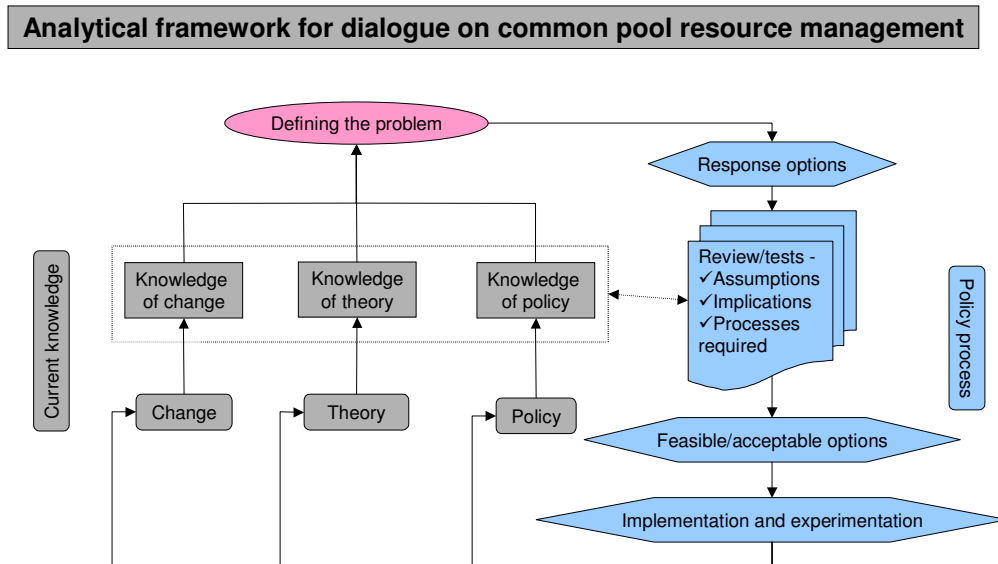 Analytical framework for dialogue on common pool resource management
Defining the problem
Response options
Current knowledge
Knowledge
of change
Knowledge
of theory
Knowledge
of policy
Review/tests -
✓Assumptions
✓Implications
✓Processes
required
Policy process
Change
Theory
Policy
Feasible/acceptable options
Implementation and experimentation